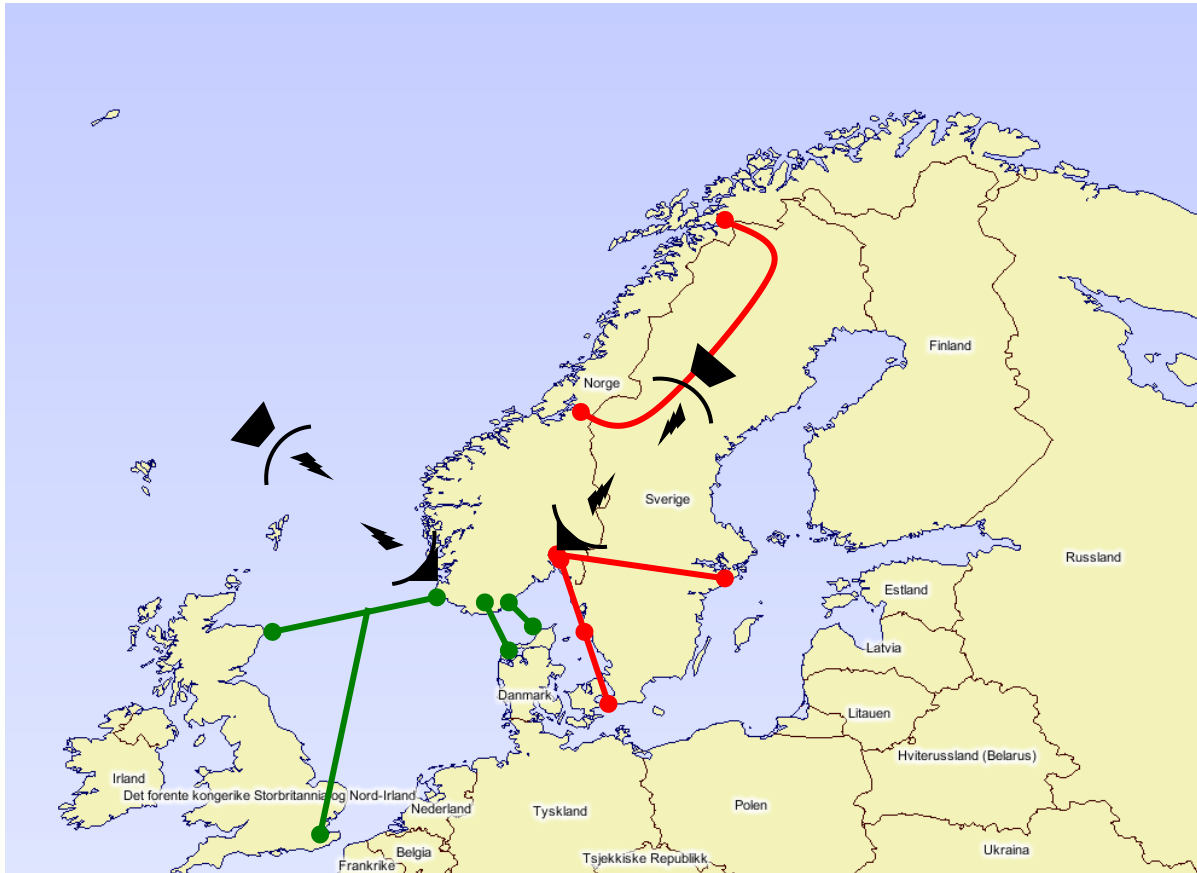 Finland
Norge
Sverige
Russland
Estland
Latvia
Danmark
Litauen
Hviterussland (Belarus)
Irland
Det forente kongerike Storbritannia og Nord-Irland
Nederland
Tyskland
Polen
Ukraina
Belgia
Tsjekkiske Republikk
Frankrike